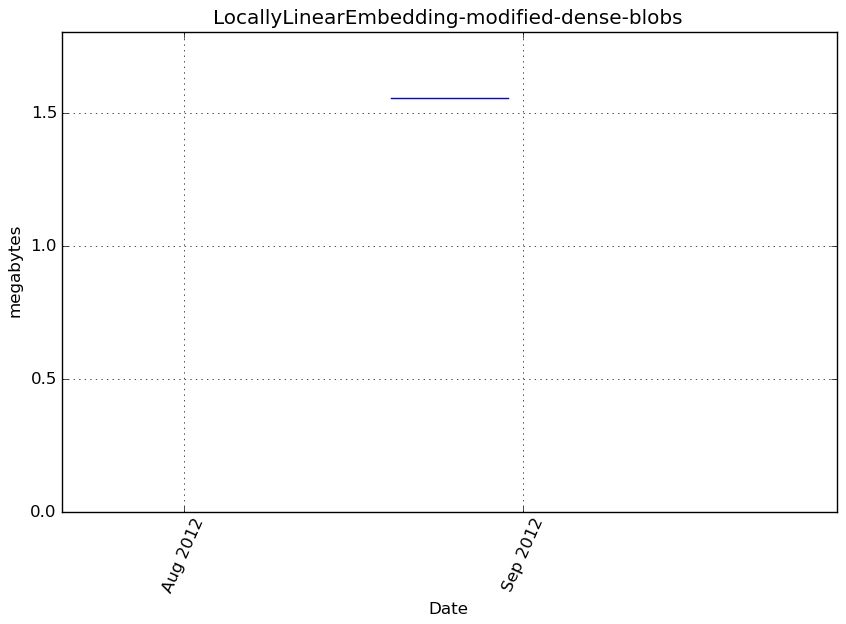 LocallyLinearEmbedding-modified-dense-blobs
megabytes
1.5
1.0
0.5
0.0
Aug 2012
Sep 2012
Date